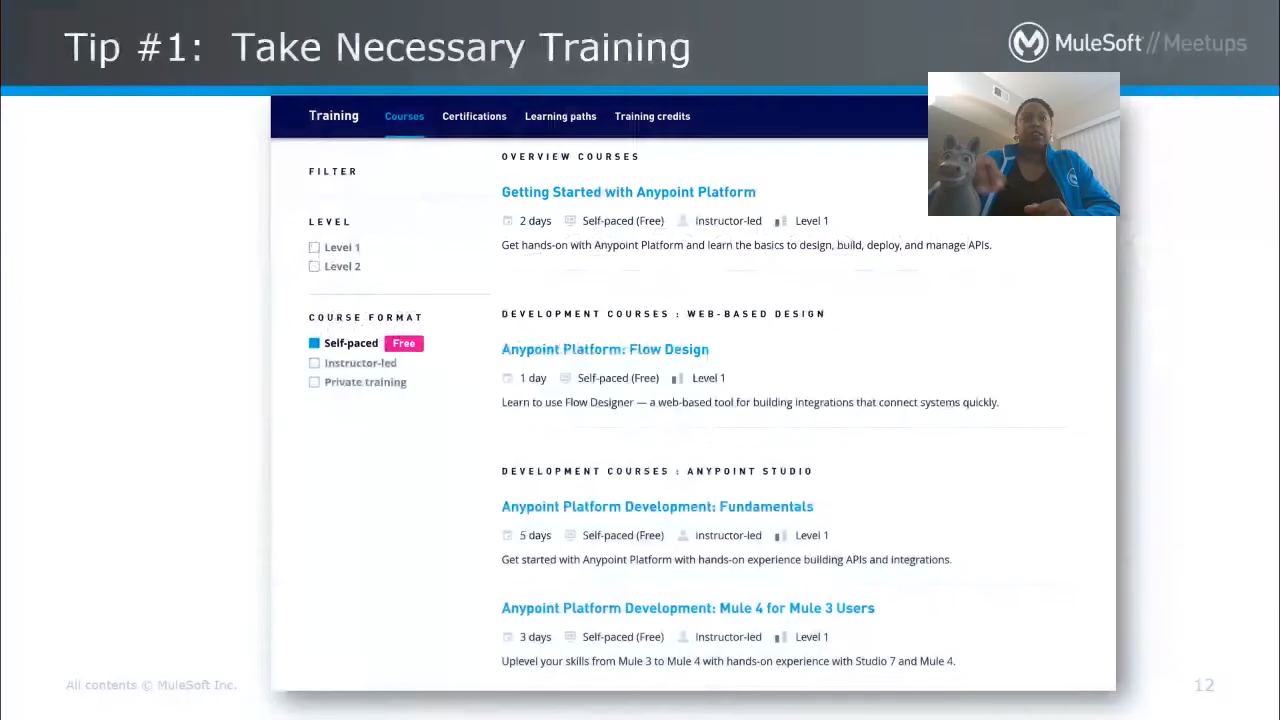 Tip #1: Take Necessary Training
MuleSoft // Meetups
Training
Courses
Certifications
Learning paths
Training credits
FILTER
LEVEL
Level 1
Level 2
COURSE FORMAT
Self-paced Free
Instructor-led
Private training
OVERVIEW COURSES
Getting Started with Anypoint Platform
2 days Self-paced (Free) Instructor-led Level 1
Get hands-on with Anypoint Platform and learn the basics to design, build, deploy, and manage APIs.
DEVELOPMENT COURSES : WEB-BASED DESIGN
Anypoint Platform: Flow Design
1 day Self-paced (Free) Level 1
Learn to use Flow Designer — a web-based tool for building integrations that connect systems quickly.
DEVELOPMENT COURSES : ANYPOINT STUDIO
Anypoint Platform Development: Fundamentals
5 days Self-paced (Free) Instructor-led Level 1
Get started with Anypoint Platform with hands-on experience building APIs and integrations.
Anypoint Platform Development: Mule 4 for Mule 3 Users
3 days Self-paced (Free) Instructor-led Level 1
Uplevel your skills from Mule 3 to Mule 4 with hands-on experience with Studio 7 and Mule 4.
All contents © MuleSoft Inc.
12